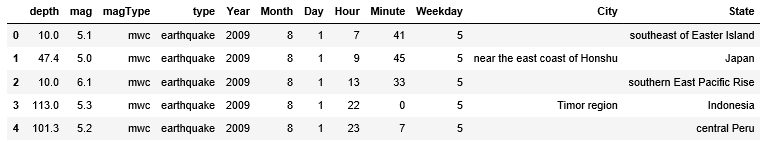 depth mag magType type Year Month Day Hour Minute Weekday City State
0 10.0 5.1 mwc earthquake 2009 8 1 7 41 5 southeast of Easter Island
1 47.4 5.0 mwc earthquake 2009 8 1 9 45 5 near the east coast of Honshu Japan
2 10.0 6.1 mwc earthquake 2009 8 1 13 33 5 southern East Pacific Rise
3 113.0 5.3 mwc earthquake 2009 8 1 22 0 5 Timor region Indonesia
4 101.3 5.2 mwc earthquake 2009 8 1 23 7 5 central Peru